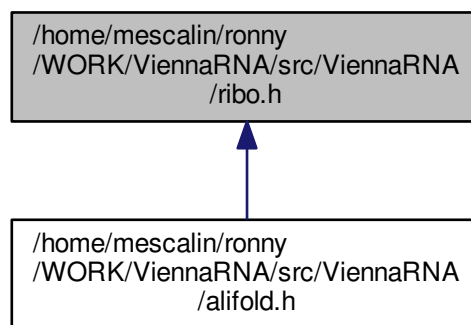 /home/mescalin/ronny
/WORK/ViennaRNA/src/ViennaRNA
/ribo.h
/home/mescalin/ronny
/WORK/ViennaRNA/src/ViennaRNA
/alifold.h